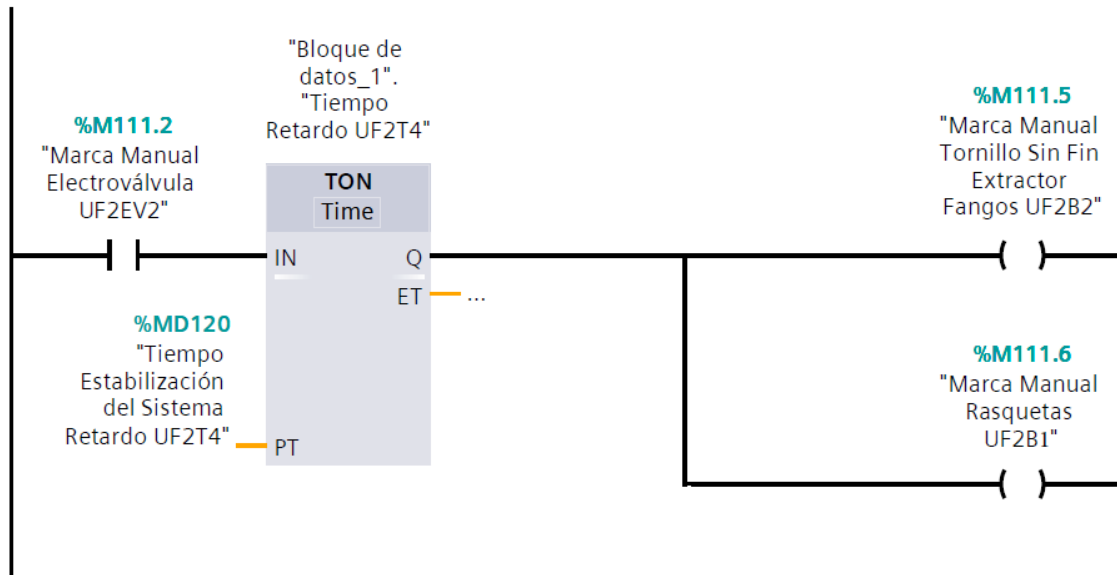 "Bloque de
datos_1".
"Tiempo
Retardo UF2T4"
%M111.2
"Marca Manual
Electroválvula
UF2EV2"
TON
Time
IN
Q
ET
...
%MD120
"Tiempo
Estabilización
del Sistema
Retardo UF2T4"
PT
%M111.5
"Marca Manual
Tornillo Sin Fin
Extractor
Fangos UF2B2"
%M111.6
"Marca Manual
Rasquetas
UF2B1"